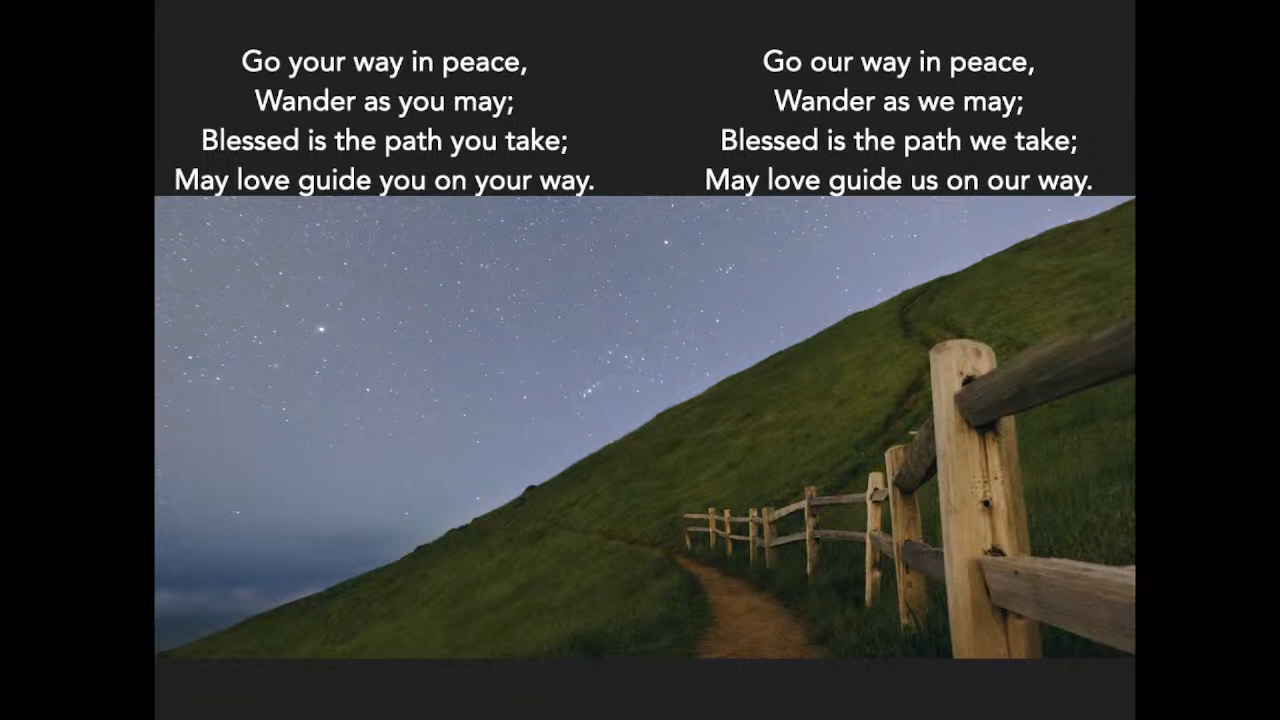 Go your way in peace,
Wander as you may;
Blessed is the path you take;
May love guide you on your way.
Go our way in peace,
Wander as we may;
Blessed is the path we take;
May love guide us on our way.